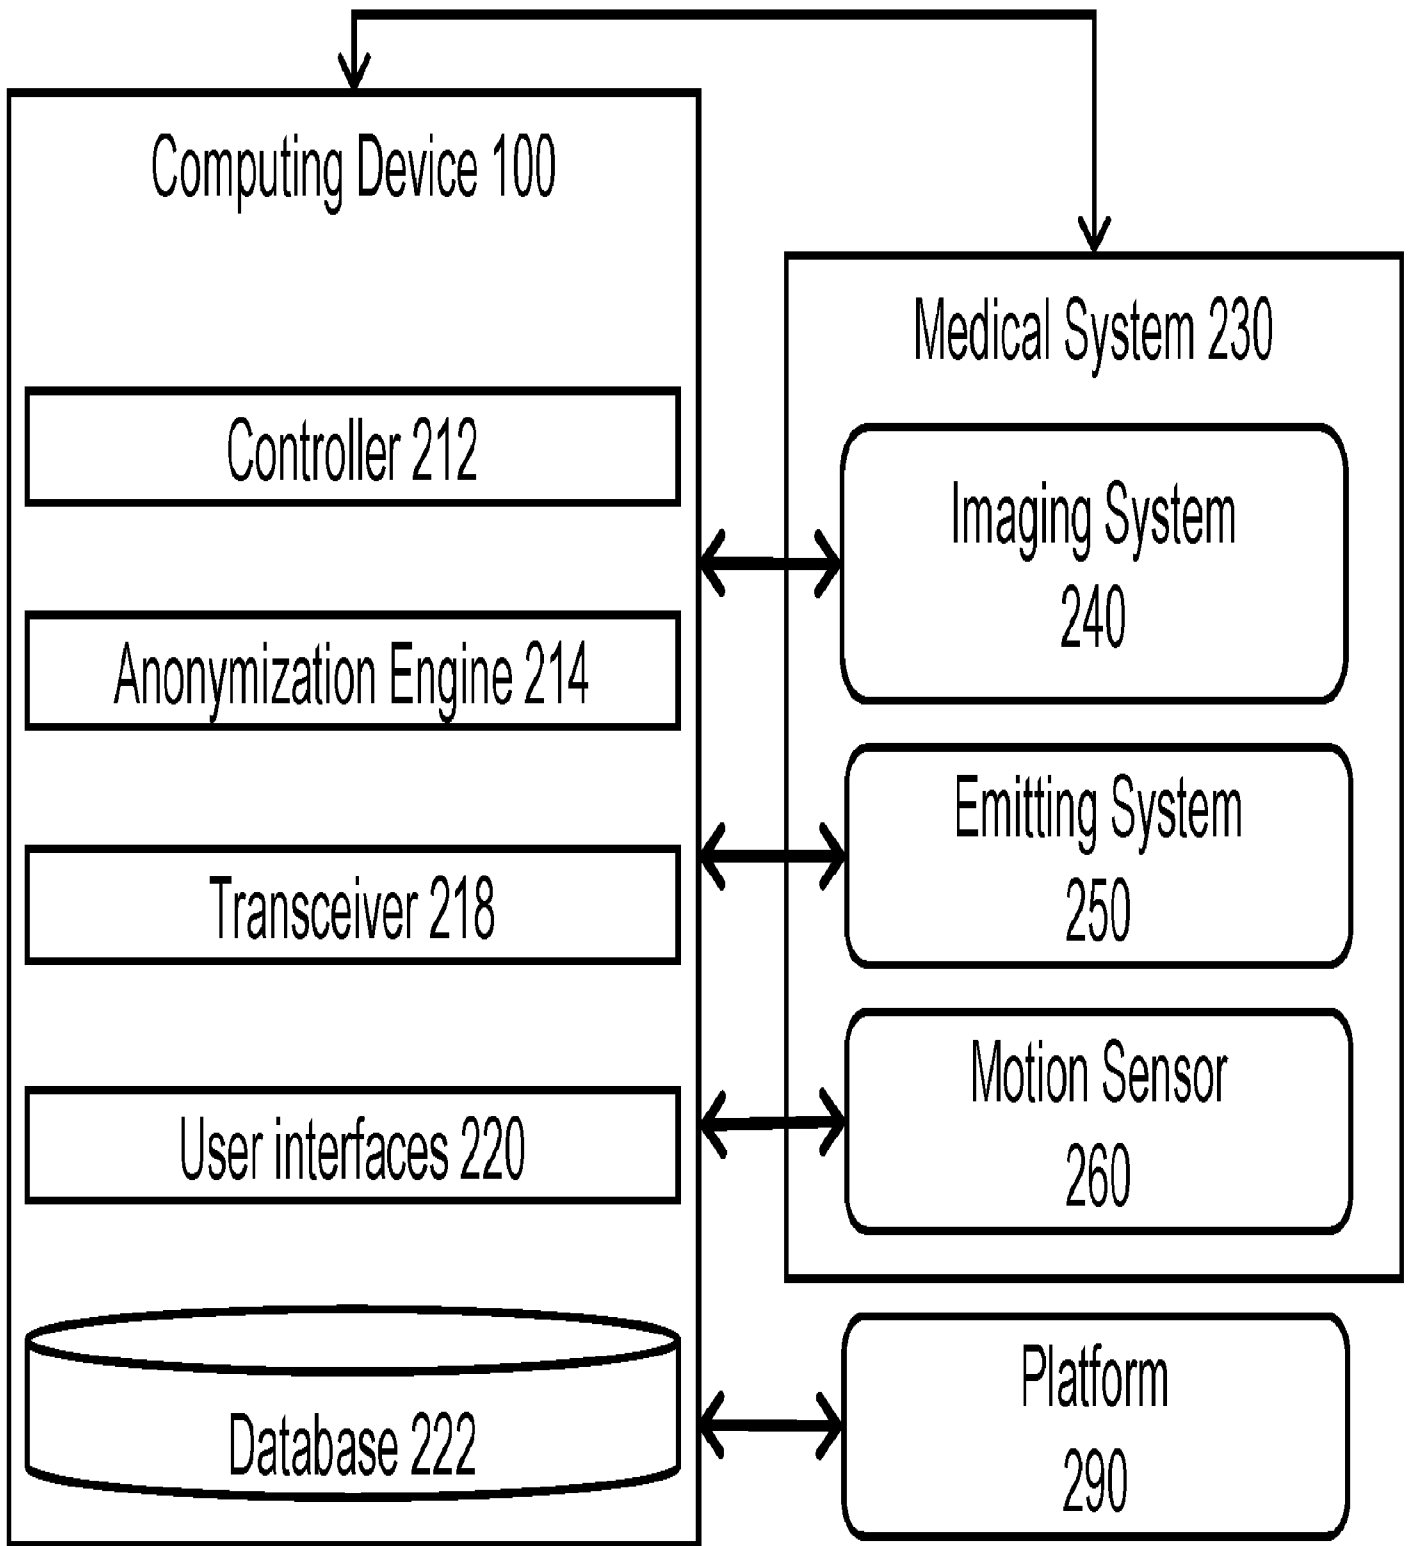 Computing Device 100
Controller 212
Anonymization Engine 214
Transceiver 218
User interfaces 220
Database 222
Medical System 230
Imaging System
240
Emitting System
250
Motion Sensor
260
Platform
290